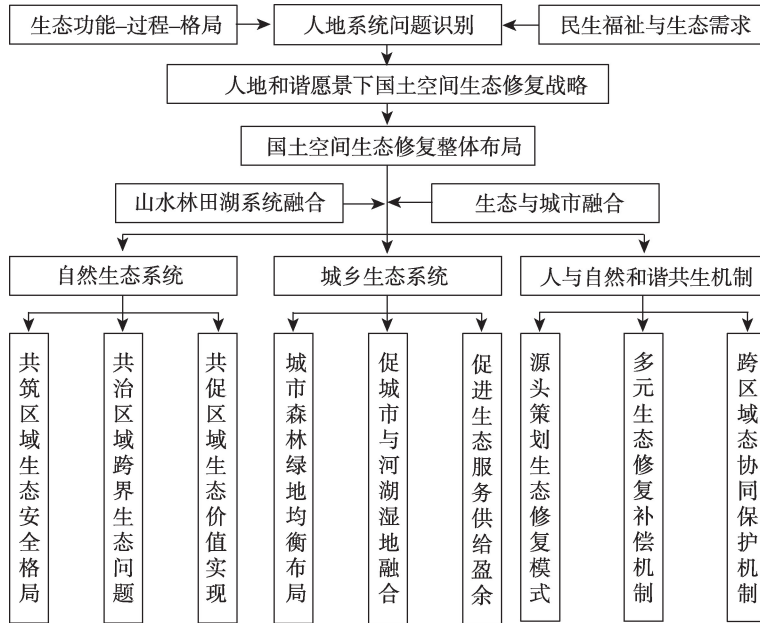 生态功能–过程–格局
人地系统问题识别
民生福祉与生态需求
人地和谐愿景下国土空间生态修复战略
国土空间生态修复整体布局
山水林田湖系统融合
生态与城市融合
自然生态系统
城乡生态系统
人与自然和谐共生机制
共筑区域生态安全格局
共治区域跨界生态问题
共促区域生态价值实现
城市森林绿地均衡布局
促城市与河湖湿地融合
促进生态服务供给盈余
源头策划生态修复模式
多元生态修复补偿机制
跨区域态协同保护机制